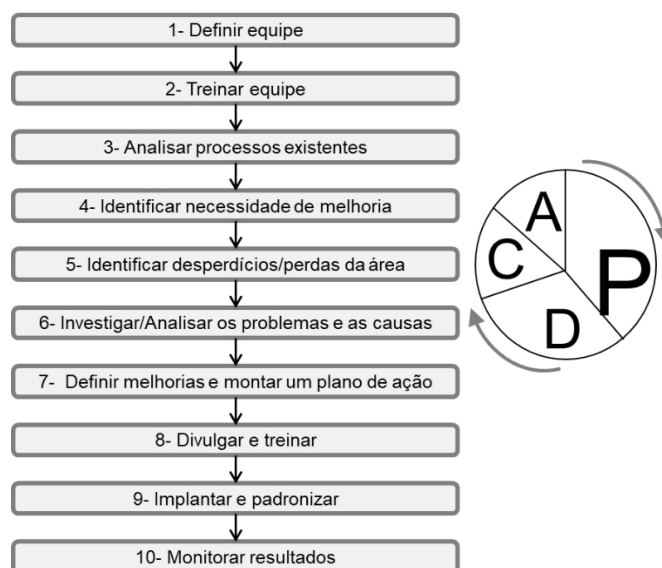 1- Definir equipe
2- Treinar equipe
3- Analisar processos existentes
4- Identificar necessidade de melhoria
5- Identificar desperdícios/perdas da área
6- Investigar/Analisar os problemas e as causas
7- Definir melhorias e montar um plano de ação
8- Divulgar e treinar
9- Implantar e padronizar
10- Monitorar resultados
A
P
C
D